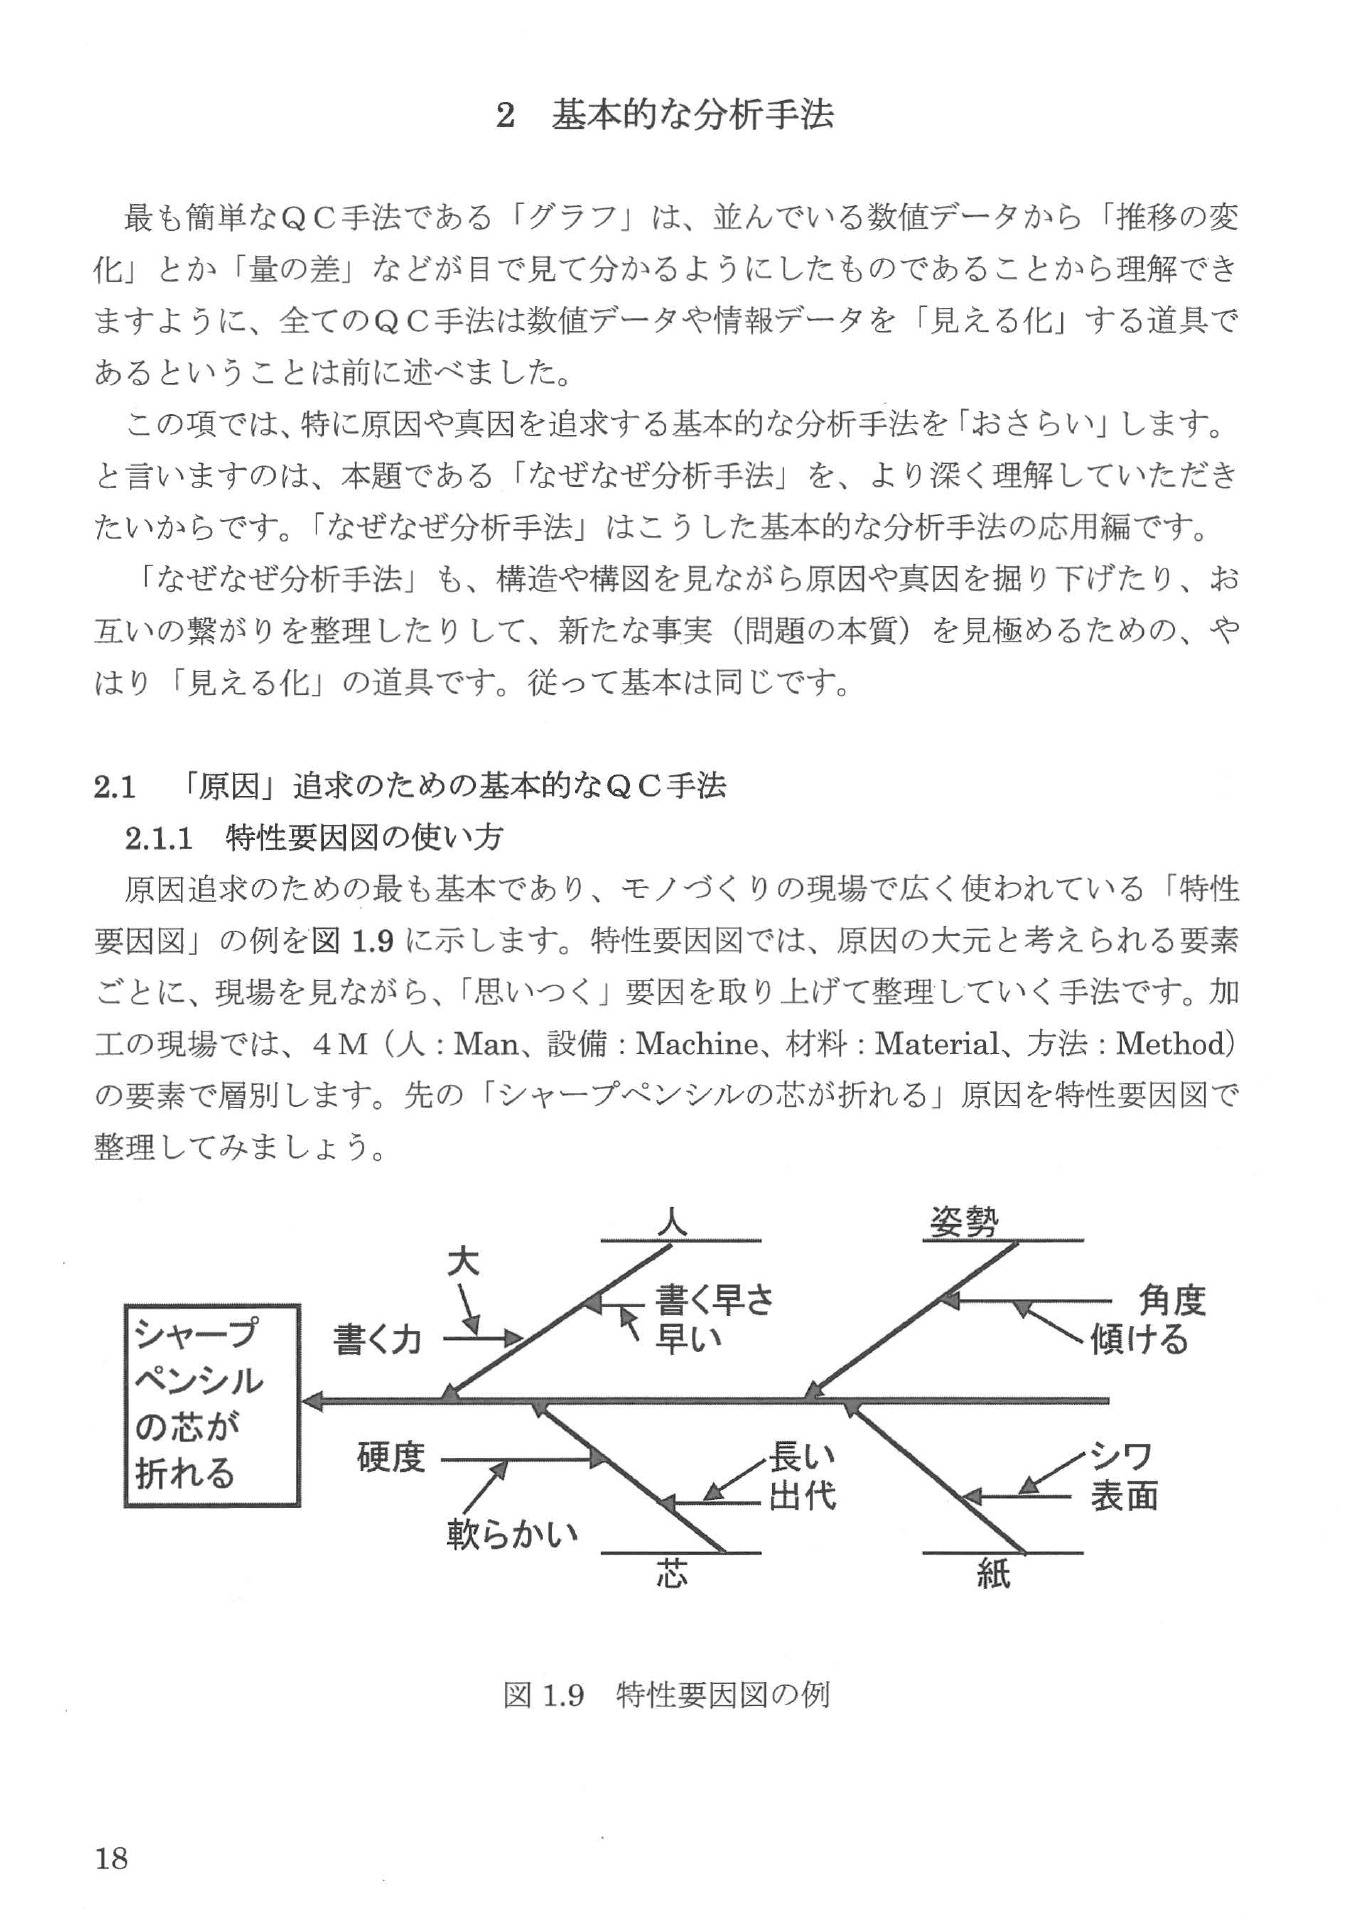 2　基本的な分析手法
最も簡単なＱＣ手法である「グラフ」は、並んでいる数値データから「推移の変
化」とか「量の差」などが目で見て分かるようにしたものであることから理解でき
ますように、全てのＱＣ手法は数値データや情報データを「見える化」する道具で
あるということは前に述べました。
この項では、特に原因や真因を追求する基本的な分析手法を「おさらい」します。
と言いますのは、本題である「なぜなぜ分析手法」を、より深く理解していただき
たいからです。「なぜなぜ分析手法」はこうした基本的な分析手法の応用編です。
「なぜなぜ分析手法」も、構造や構図を見ながら原因や真因を掘り下げたり、お
互いの繋がりを整理したりして、新たな事実（問題の本質）を見極めるための、や
はり「見える化」の道具です。従って基本は同じです。
2.1　「原因」追求のための基本的なＱＣ手法
2.1.1　特性要因図の使い方
原因追求のための最も基本であり、モノづくりの現場で広く使われている「特性
要因図」の例を図 1.9 に示します。特性要因図では、原因の大元と考えられる要素
ごとに、現場を見ながら、「思いつく」要因を取り上げて整理していく手法です。加
工の現場では、４Ｍ（人：Man、設備：Machine、材料：Material、方法：Method）
の要素で層別します。先の「シャープペンシルの芯が折れる」原因を特性要因図で
整理してみましょう。
人
姿勢
大
書く早さ
早い
角度
傾ける
書く力
シャープ
ペンシル
の芯が
折れる
硬度
軟らかい
長い
出代
シワ
表面
芯
紙
図 1.9　特性要因図の例
18